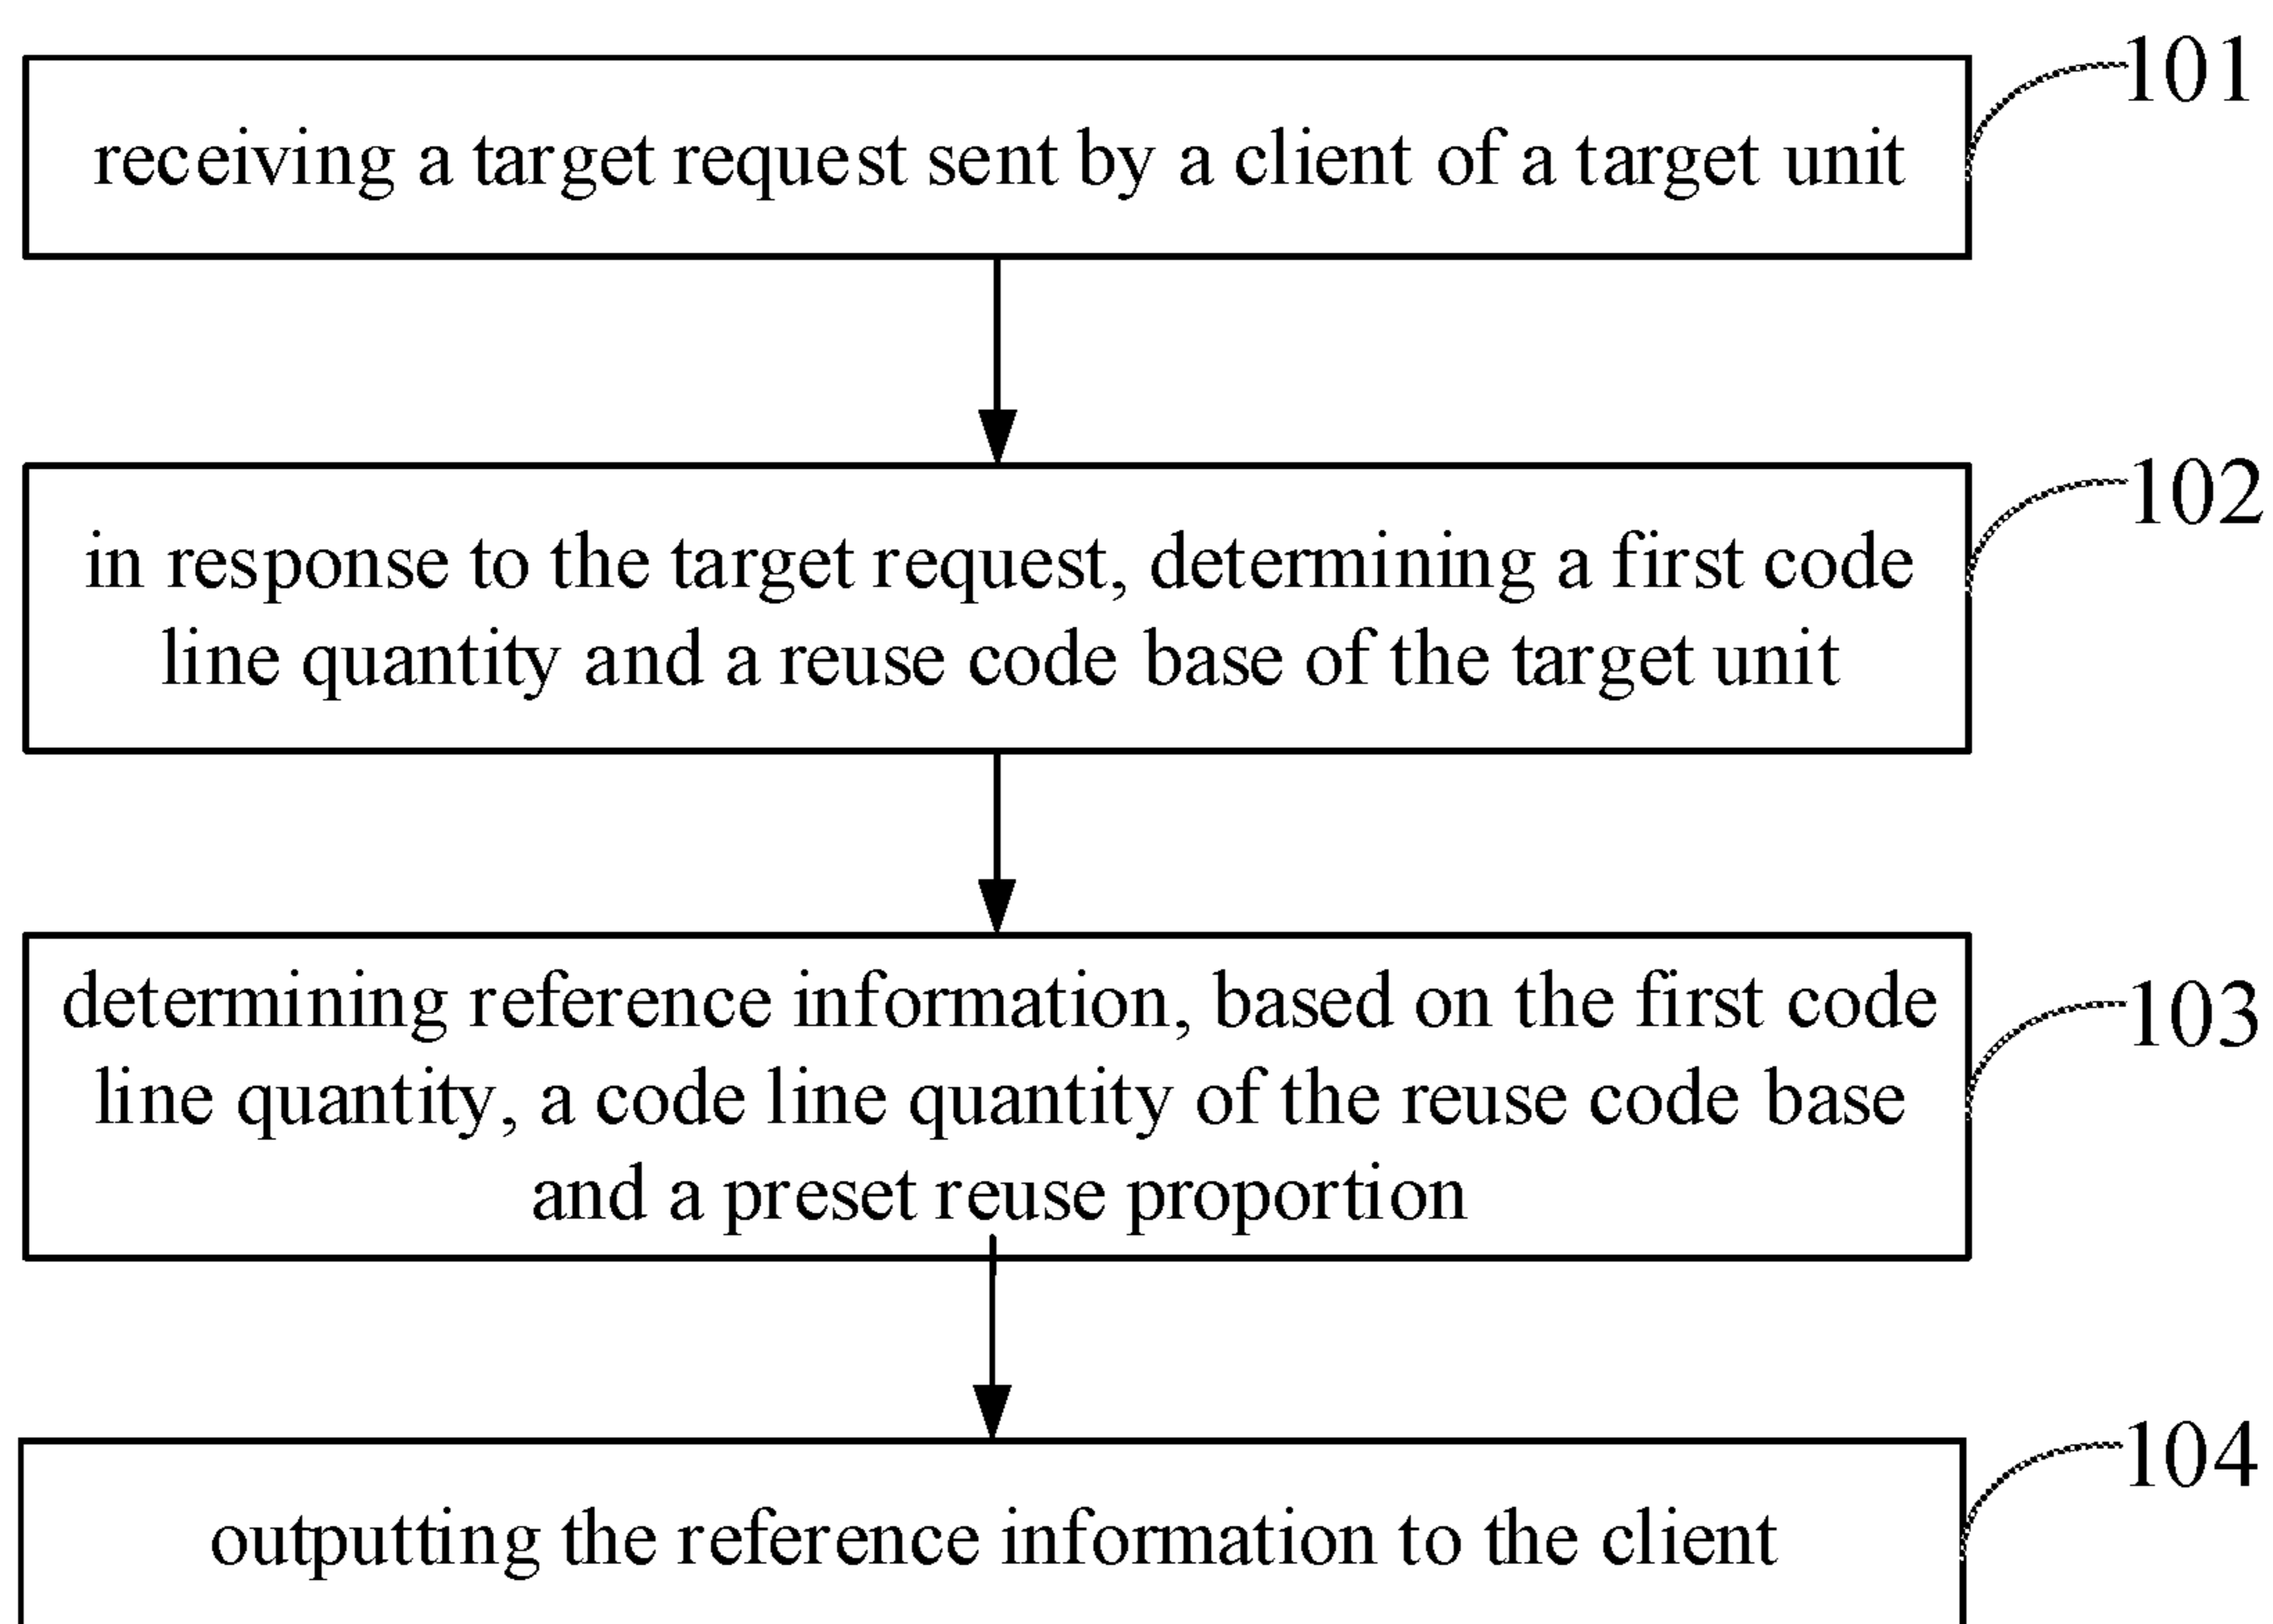 101
receiving a target request sent by a client of a target unit
102
in response to the target request, determining a first code
line quantity and a reuse code base of the target unit
103
determining reference information, based on the first code
line quantity, a code line quantity of the reuse code base
and a preset reuse proportion
104
outputting the reference information to the client